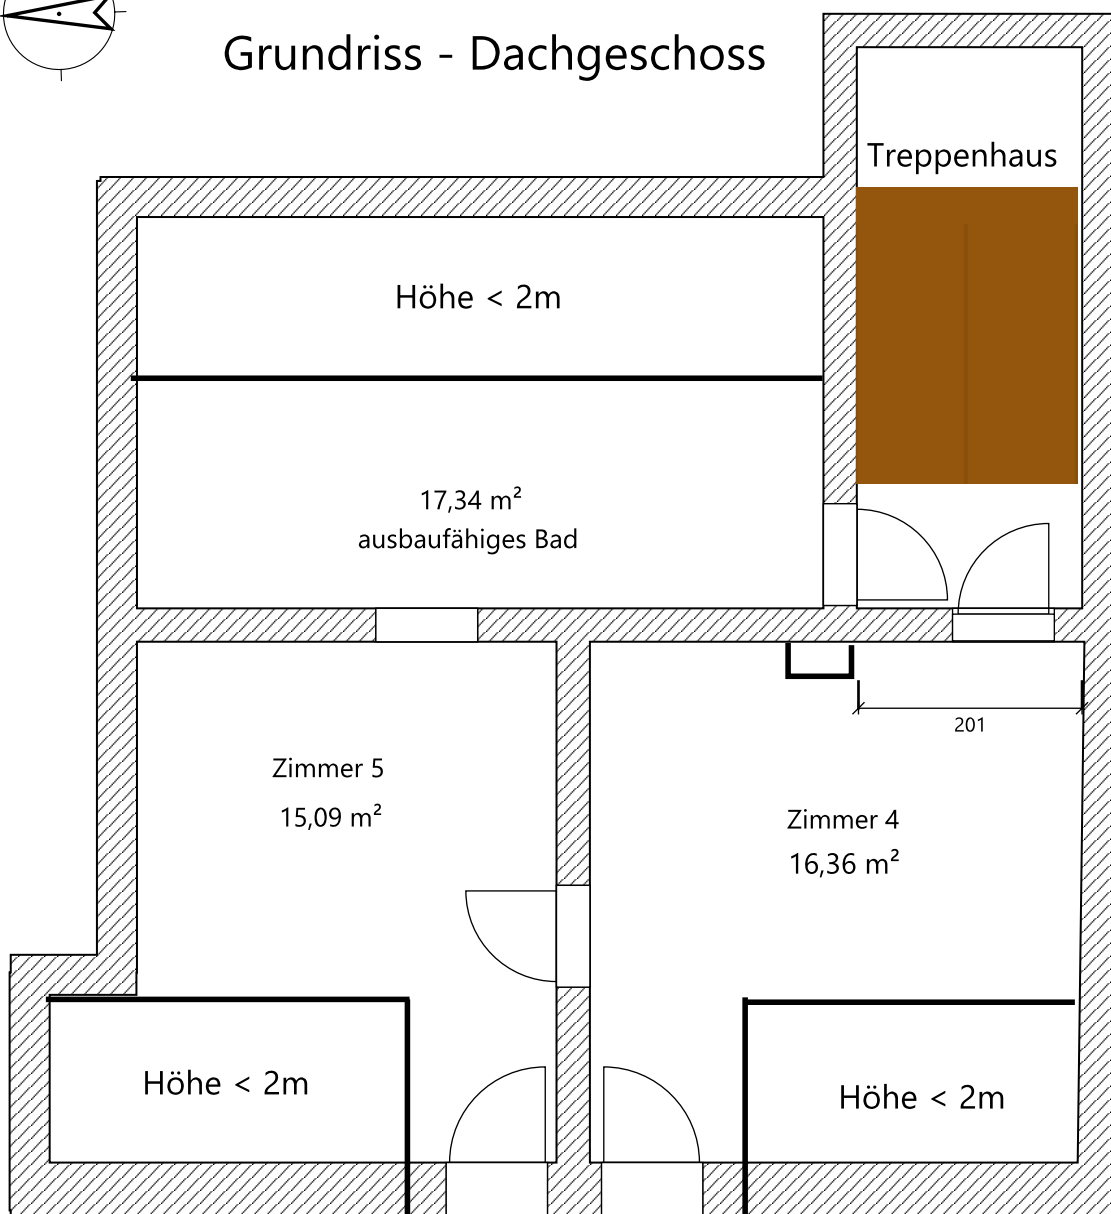 Grundriss - Dachgeschoss
Treppenhaus
Höhe < 2m
17,34 m²
ausbaufähiges Bad
201
Zimmer 5
15,09 m²
Zimmer 4
16,36 m²
Höhe < 2m
Höhe < 2m